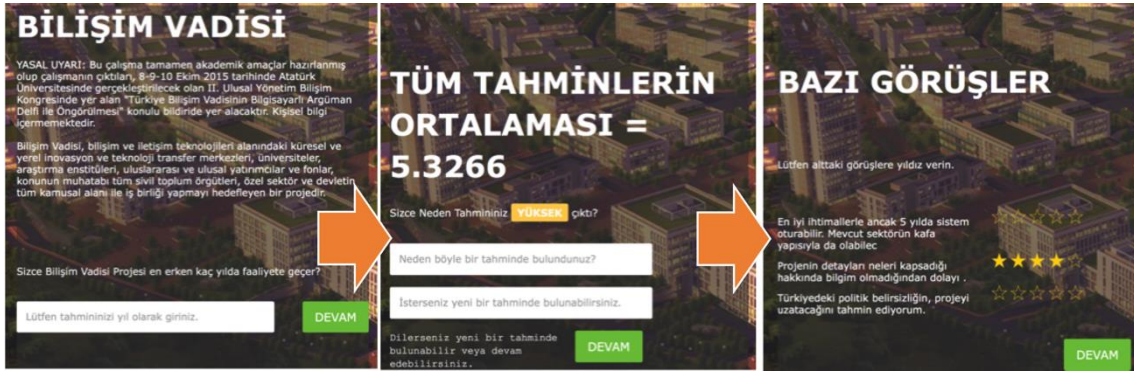 BİLİŞİM VADİSİ
YASAL UYARI: Bu çalışma tamamen akademik amaçlar hazırlanmış
olup çalışmanın çıktıları, 8-9-10 Ekim 2015 tarihinde Atatürk
Üniversitesinde gerçekleştirilecek olan II. Ulusal Yönetim Bilişim
Kongresinde yer alan "Türkiye Bilişim Vadisinin Bilgisayarlı Argüman
Delfi ile Öngörülmesi" konulu bildiride yer alacaktır. Kişisel bilgi
içermemektedir.
Bilişim Vadisi, bilişim ve iletişim teknolojileri alanındaki küresel ve
yerel inovasyon ve teknoloji transfer merkezleri, üniversiteler,
araştırma enstitüleri, uluslararası ve ulusal yatırımcılar ve fonlar,
konunun muhatabı tüm sivil toplum örgütleri, özel sektör ve devletin
tüm kamusal alanı ile iş birliği yapmayı hedefleyen bir projedir.
Sizce Bilişim Vadisi Projesi en erken kaç yılda faaliyete geçer?
Lütfen tahmininizi yıl olarak giriniz.
DEVAM
TÜM TAHMİNLERİN
ORTALAMASI =
5.3266
Sizce Neden Tahmininiz YÜKSEK çıktı?
Neden böyle bir tahminde bulundunuz?
İsterseniz yeni bir tahminde bulunabilirsiniz.
Dilerseniz yeni bir tahminde
bulunabilir veya devam
edebilirsiniz.
DEVAM
BAZI GÖRÜŞLER
Lütfen alttaki görüşlere yıldız verin.
En iyi ihtimallerle ancak 5 yılda sistem
oturabilir. Mevcut sektörün kafa
yapısıyla da olabilec
Projenin detayları neleri kapsadığı
hakkında bilgim olmadığından dolayı .
Türkiyedeki politik belirsizliğin, projeyi
uzatacağını tahmin ediyorum.
DEVAM